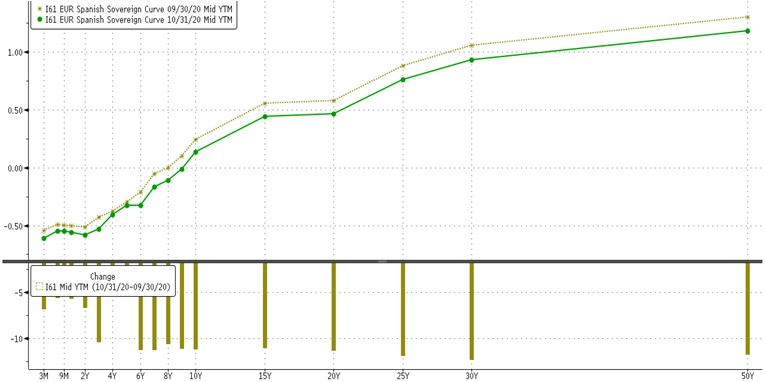 I61 EUR Spanish Sovereign Curve 09/30/20 Mid YTM
I61 EUR Spanish Sovereign Curve 10/31/20 Mid YTM
1.00
0.50
0.00
-0.50
Change
I61 Mid YTM (10/31/20-09/30/20)
-5
-10
3M 9M 2Y 4Y 6Y 8Y 10Y 15Y 20Y 25Y 30Y 50Y